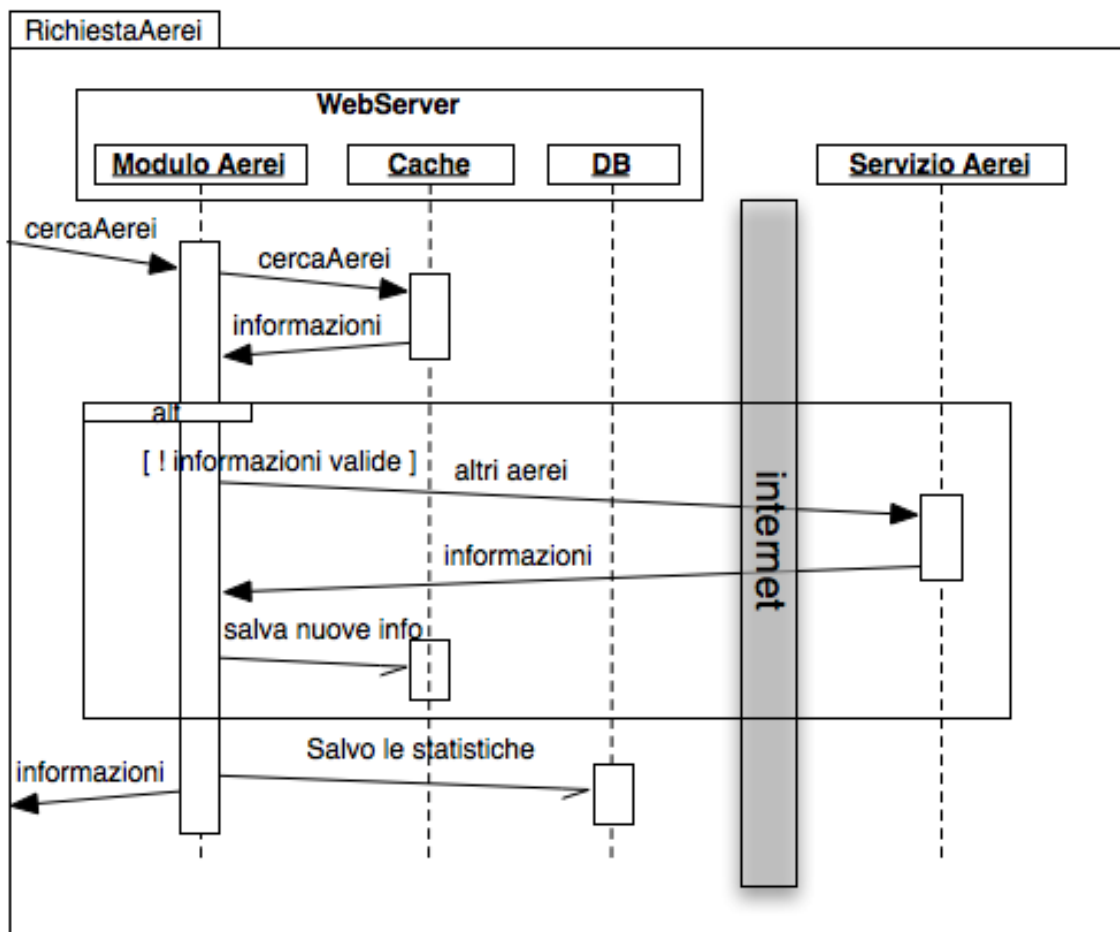 RichiestaAerei
WebServer
Modulo Aerei
Cache
DB
Servizio Aerei
cercaAerei
cercaAerei
informazioni
alt
[ ! informazioni valide ]
altri aerei
internet
informazioni
salva nuove info
Salvo le statistiche
informazioni